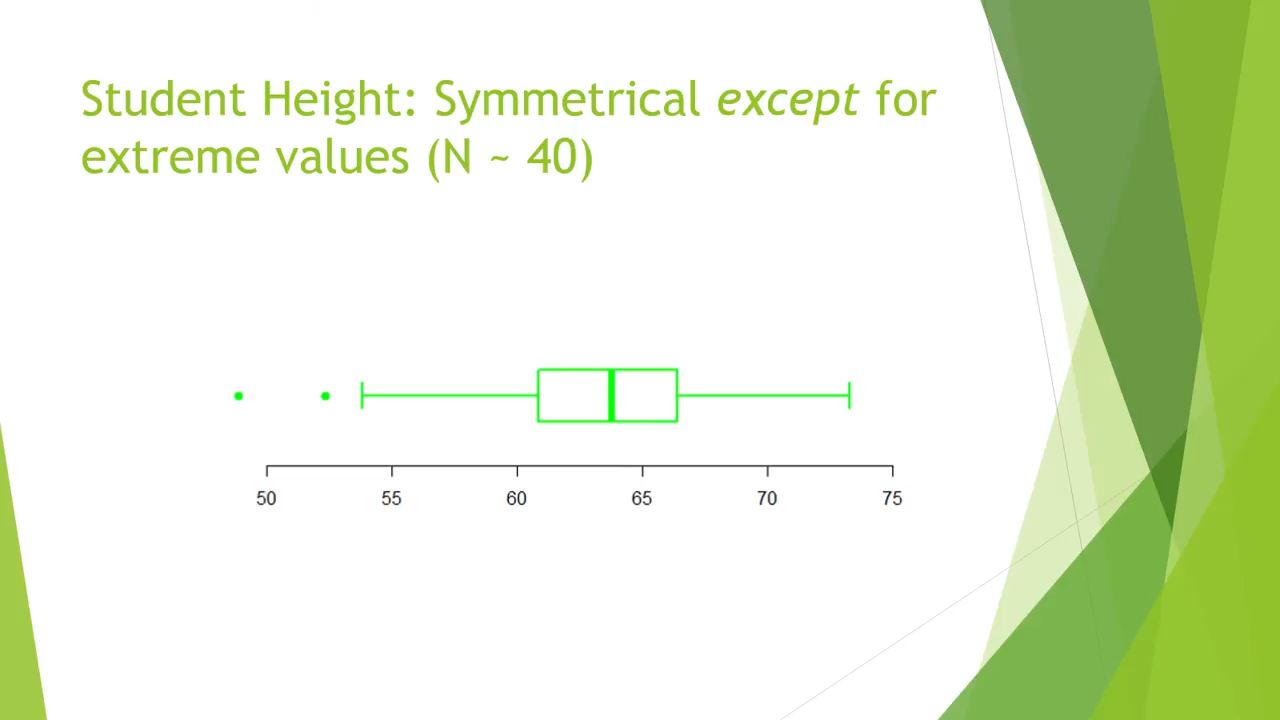 Student Height: Symmetrical except for
extreme values (N ~ 40)
50 55 60 65 70 75